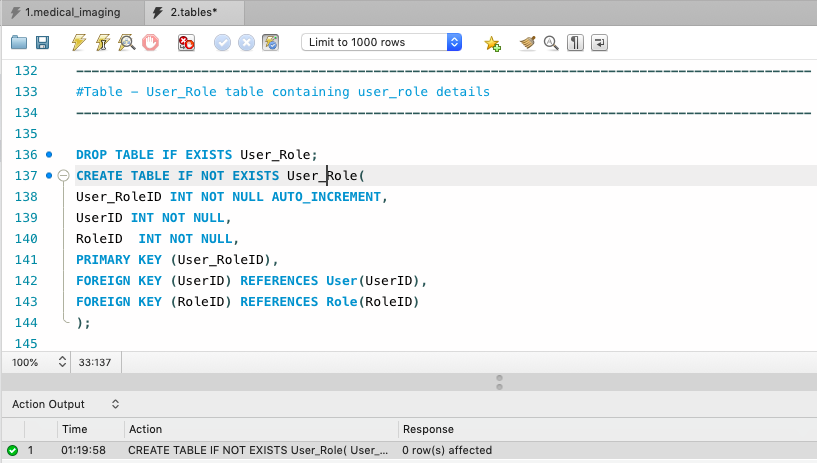 1.medical_imaging
2.tables*
Limit to 1000 rows
132 ------------------------------------------------------------------------------------------------
133 #Table - User_Role table containing user_role details
134 ------------------------------------------------------------------------------------------------
135
136 DROP TABLE IF EXISTS User_Role;
137 CREATE TABLE IF NOT EXISTS User_Role(
138 User_RoleID INT NOT NULL AUTO_INCREMENT,
139 UserID INT NOT NULL,
140 RoleID  INT NOT NULL,
141 PRIMARY KEY (User_RoleID),
142 FOREIGN KEY (UserID) REFERENCES User(UserID),
143 FOREIGN KEY (RoleID) REFERENCES Role(RoleID)
144 );
145
100% 33:137
Action Output
Time Action Response
1 01:19:58 CREATE TABLE IF NOT EXISTS User_Role( User_... 0 row(s) affected